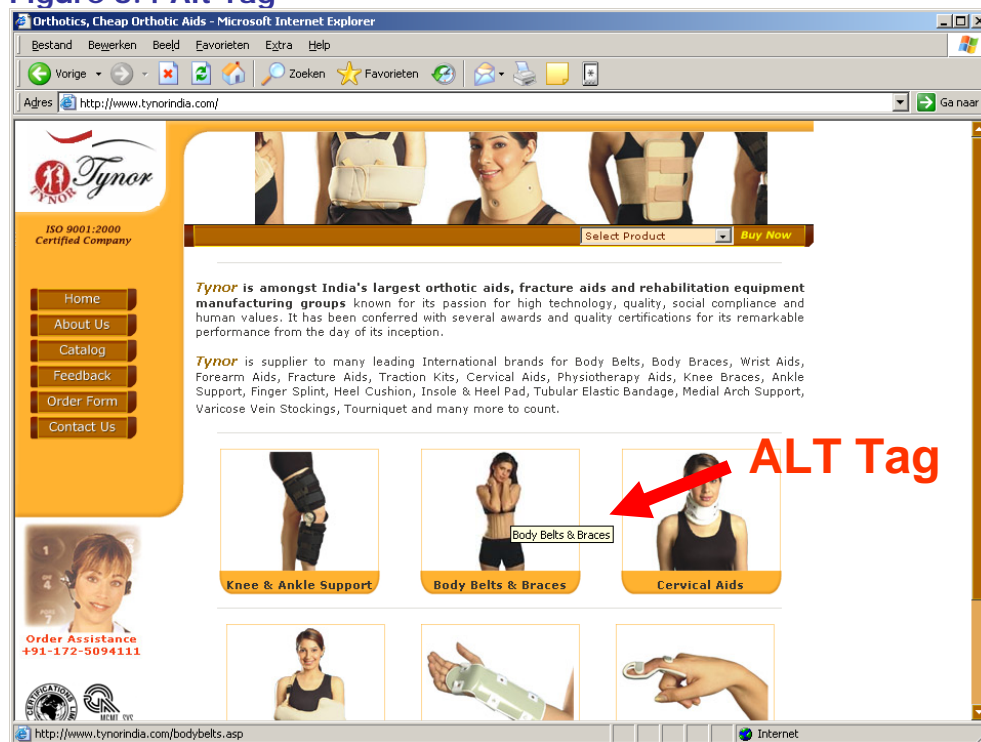 Orthotics, Cheap Orthotic Aids - Microsoft Internet Explorer
Bestand Bewerken Beeld Favorieten Extra Help
Vorige Zoeken Favorieten
Adres http://www.tynorindia.com/ Ga naar
Tynor
TYNOR
ISO 9001:2000
Certified Company
Select Product Buy Now
Home
About Us
Catalog
Feedback
Order Form
Contact Us
Tynor is amongst India's largest orthotic aids, fracture aids and rehabilitation equipment
manufacturing groups known for its passion for high technology, quality, social compliance and
human values. It has been conferred with several awards and quality certifications for its remarkable
performance from the day of its inception.
Tynor is supplier to many leading International brands for Body Belts, Body Braces, Wrist Aids,
Forearm Aids, Fracture Aids, Traction Kits, Cervical Aids, Physiotherapy Aids, Knee Braces, Ankle
Support, Finger Splint, Heel Cushion, Insole & Heel Pad, Tubular Elastic Bandage, Medial Arch Support,
Varicose Vein Stockings, Tourniquet and many more to count.
ALT Tag
Body Belts & Braces
Knee & Ankle Support
Body Belts & Braces
Cervical Aids
Order Assistance
+91-172-5094111
http://www.tynorindia.com/bodybelts.asp Internet